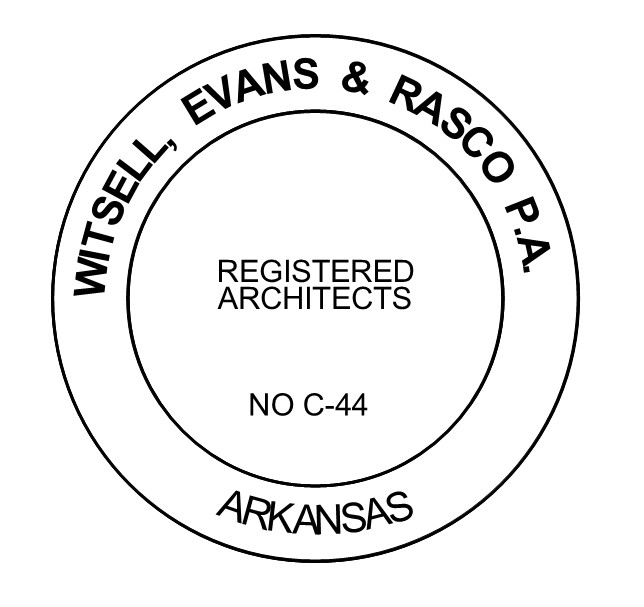 WITSELL, EVANS & RASCO P.A.
REGISTERED
ARCHITECTS
NO C-44
ARKANSAS